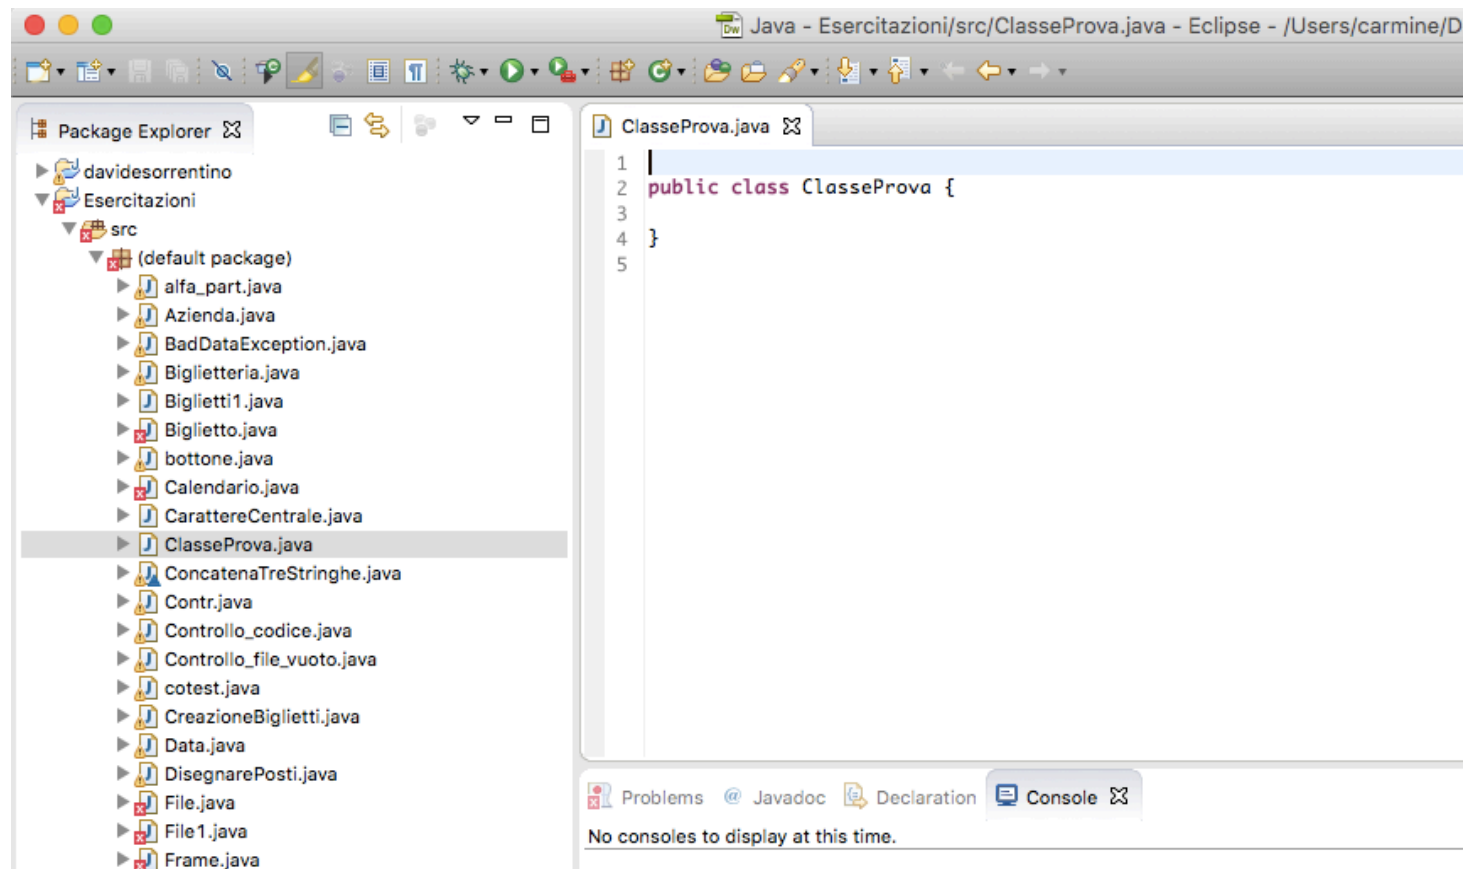 Java - Esercitazioni/src/ClasseProva.java - Eclipse - /Users/carmine/D
Package Explorer
davidesorrentino
Esercitazioni
src
(default package)
alfa_part.java
Azienda.java
BadDataException.java
Biglietteria.java
Biglietti1.java
Biglietto.java
bottone.java
Calendario.java
CarattereCentrale.java
ClasseProva.java
ConcatenaTreStringhe.java
Contr.java
Controllo_codice.java
Controllo_file_vuoto.java
cotest.java
CreazioneBiglietti.java
Data.java
DisegnarePosti.java
File.java
File1.java
Frame.java
ClasseProva.java
1
2 public class ClasseProva {
3
4 }
5
Problems @ Javadoc Declaration Console
No consoles to display at this time.